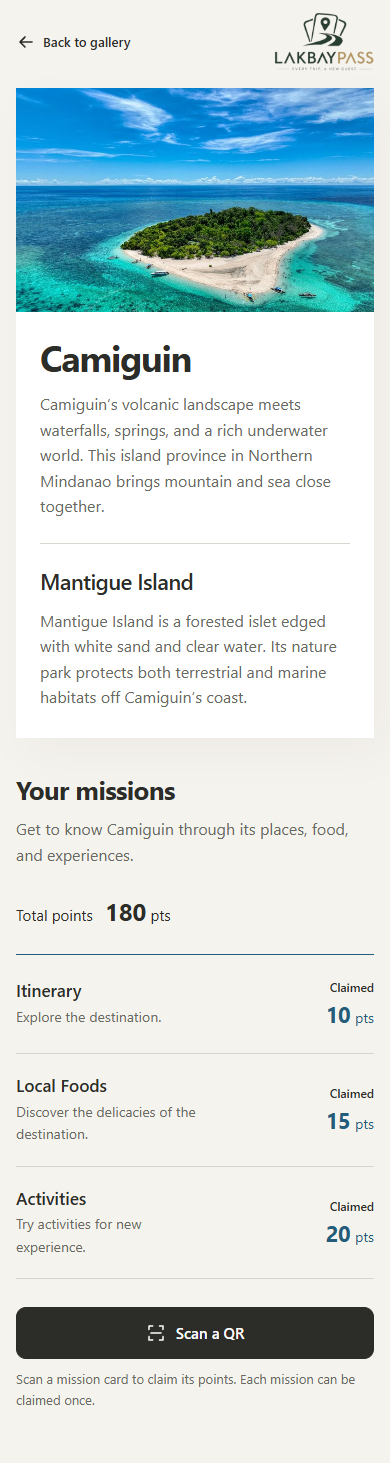 Back to gallery
LAKBAYPASS
EVERY TRIP, A NEW QUEST
Camiguin
Camiguin’s volcanic landscape meets
waterfalls, springs, and a rich underwater
world. This island province in Northern
Mindanao brings mountain and sea close
together.
Mantigue Island
Mantigue Island is a forested islet edged
with white sand and clear water. Its nature
park protects both terrestrial and marine
habitats off Camiguin’s coast.
Your missions
Get to know Camiguin through its places, food,
and experiences.
Total points 180 pts
Itinerary
Explore the destination.
Claimed
10 pts
Local Foods
Discover the delicacies of the
destination.
Claimed
15 pts
Activities
Try activities for new
experience.
Claimed
20 pts
Scan a QR
Scan a mission card to claim its points. Each mission can be
claimed once.